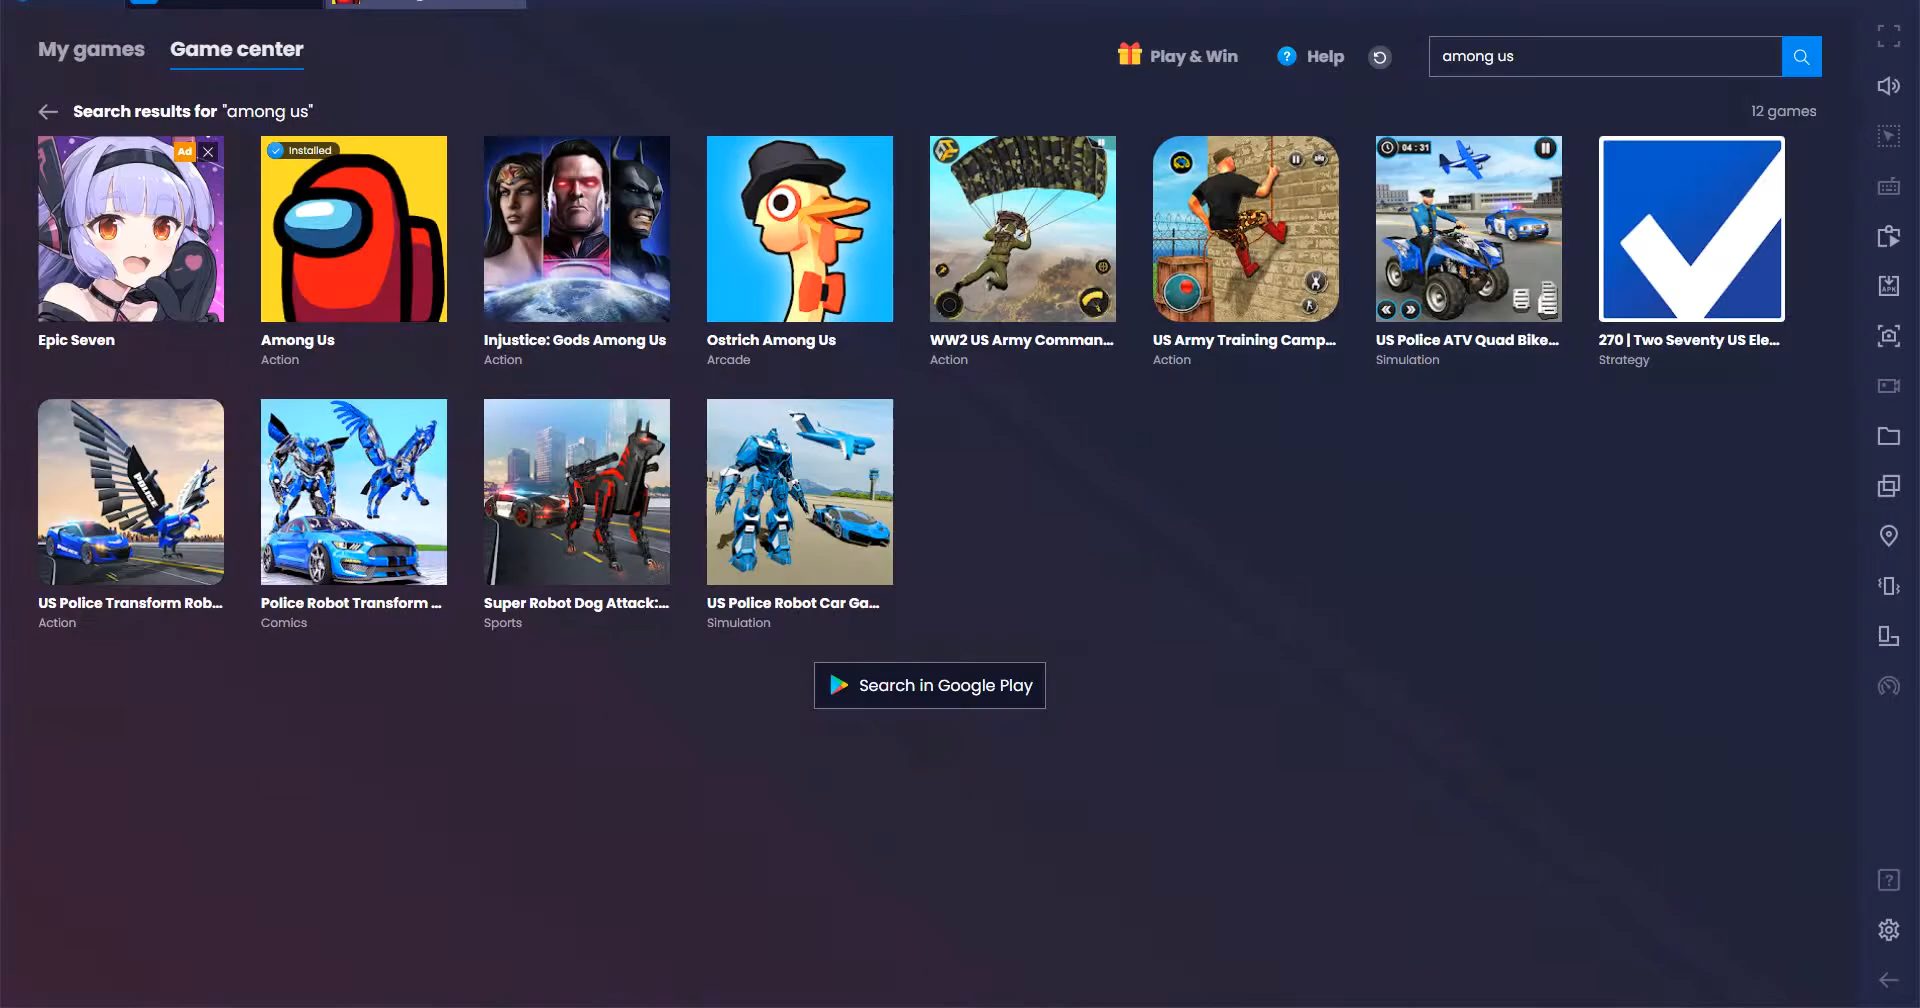 My games
Game center
Play & Win
? Help
among us
Search results for "among us"
12 games
Ad
Installed
04 : 31
Epic Seven
Among Us
Injustice: Gods Among Us
Ostrich Among Us
WW2 US Army Comman...
US Army Training Camp...
US Police ATV Quad Bike...
270 | Two Seventy US Ele...
Action
Action
Arcade
Action
Action
Simulation
Strategy
POLICE
US Police Transform Rob...
Police Robot Transform ...
Super Robot Dog Attack:...
US Police Robot Car Ga...
Action
Comics
Sports
Simulation
Search in Google Play
APK
?